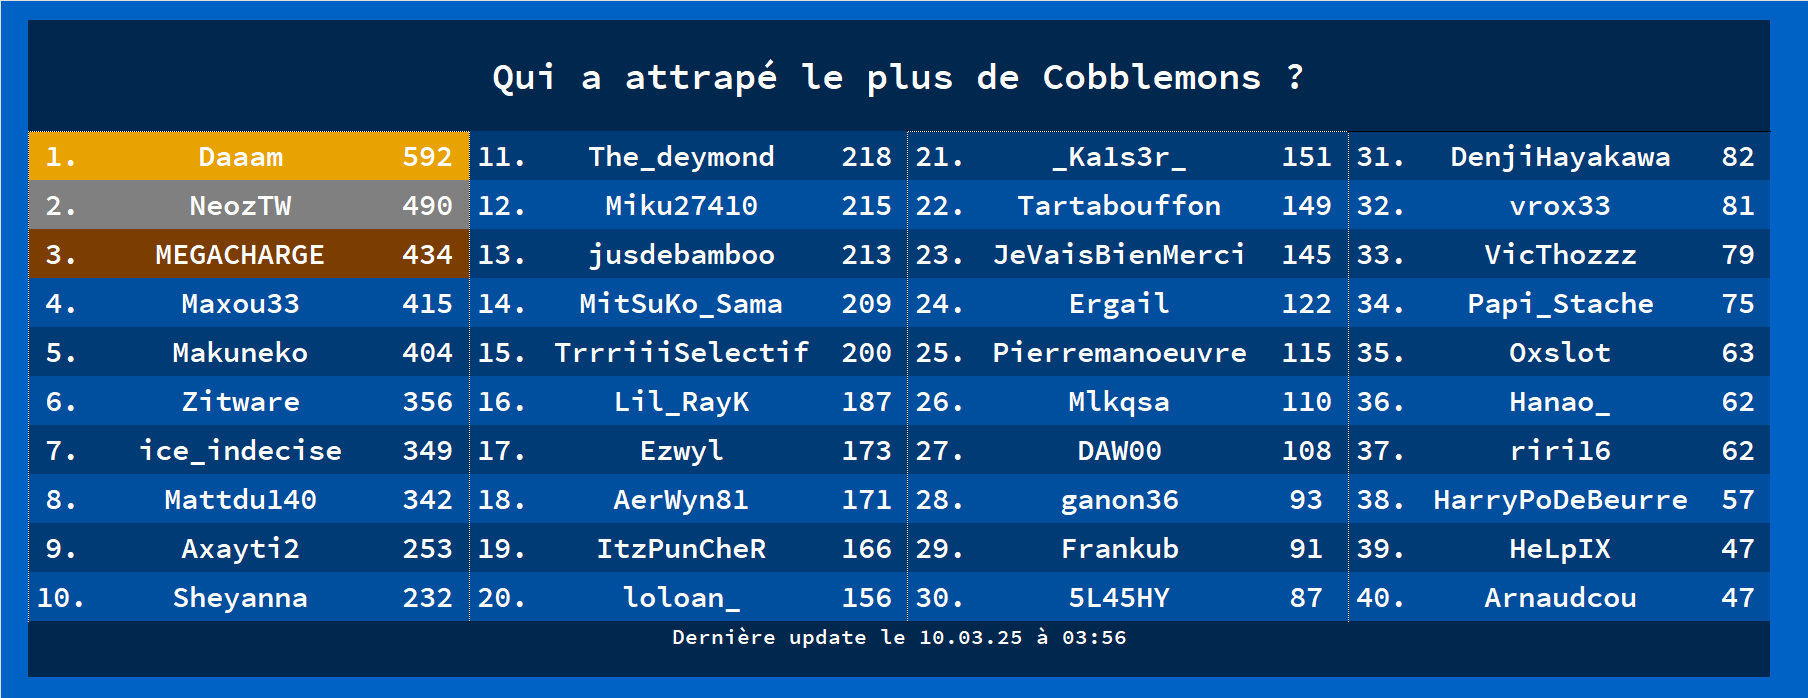 Qui a attrapé le plus de Cobblemons ?
1. Daaam 592 11. The_deymond 218 21. _Ka1s3r_ 151 31. DenjiHayakawa 82
2. NeozTW 490 12. Miku27410 215 22. Tartabouffon 149 32. vrox33 81
3. MEGACHARGE 434 13. jusdebamboo 213 23. JeVaisBienMerci 145 33. VicThozzz 79
4. Maxou33 415 14. MitSuKo_Sama 209 24. Ergail 122 34. Papi_Stache 75
5. Makuneko 404 15. TrrriiiSelectif 200 25. Pierremanoeuvre 115 35. Oxslot 63
6. Zitware 356 16. Lil_RayK 187 26. Mlkqsa 110 36. Hanao_ 62
7. ice_indecise 349 17. Ezwyl 173 27. DAW00 108 37. riri16 62
8. Mattdu140 342 18. AerWyn81 171 28. ganon36 93 38. HarryPoDeBeurre 57
9. Axayti2 253 19. ItzPunCheR 166 29. Frankub 91 39. HeLpIX 47
10. Sheyanna 232 20. loloan_ 156 30. 5L45HY 87 40. Arnaudcou 47
Dernière update le 10.03.25 à 03:56